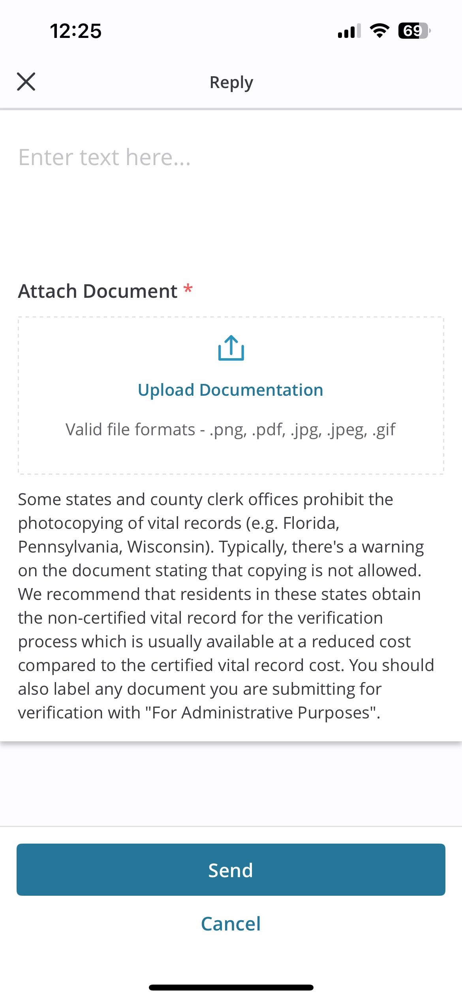 12:25
69
Reply
Enter text here...
Attach Document *
Upload Documentation
Valid file formats - .png, .pdf, .jpg, .jpeg, .gif
Some states and county clerk offices prohibit the
photocopying of vital records (e.g. Florida,
Pennsylvania, Wisconsin). Typically, there's a warning
on the document stating that copying is not allowed.
We recommend that residents in these states obtain
the non-certified vital record for the verification
process which is usually available at a reduced cost
compared to the certified vital record cost. You should
also label any document you are submitting for
verification with "For Administrative Purposes".
Send
Cancel